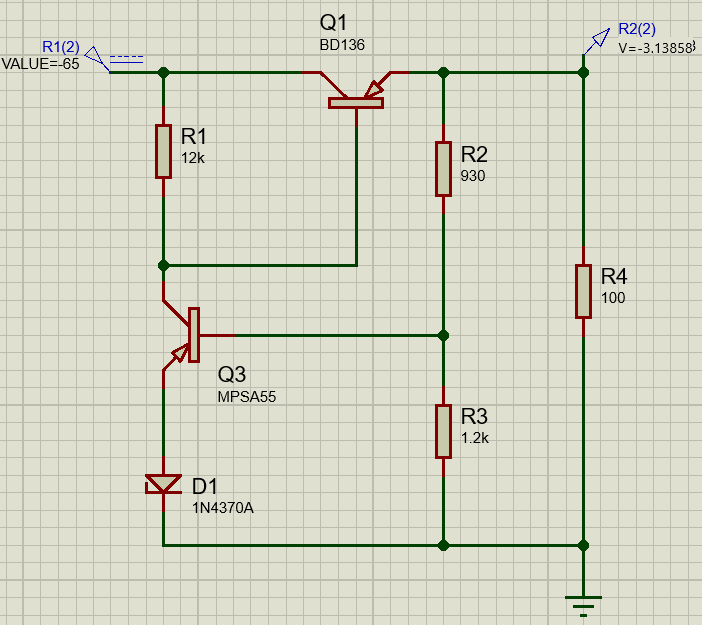 Q1
BD136
R1(2)
VALUE=-65
R2(2)
V=-3.13858
R1
12k
R2
930
R4
100
Q3
MPSA55
R3
1.2k
D1
1N4370A